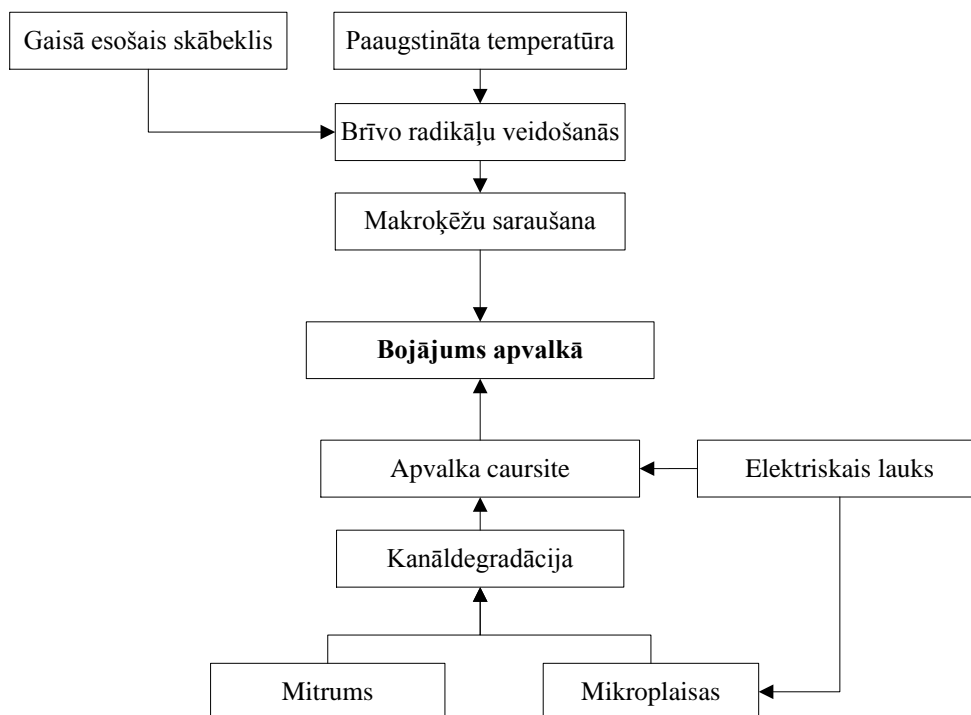 Gaisā esošais skābeklis
Paaugstināta temperatūra
Brīvo radikāļu veidošanās
Makroķēžu saraušana
Bojājums apvalkā
Apvalka caursite
Elektriskais lauks
Kanāldegradācija
Mitrums
Mikroplaisas